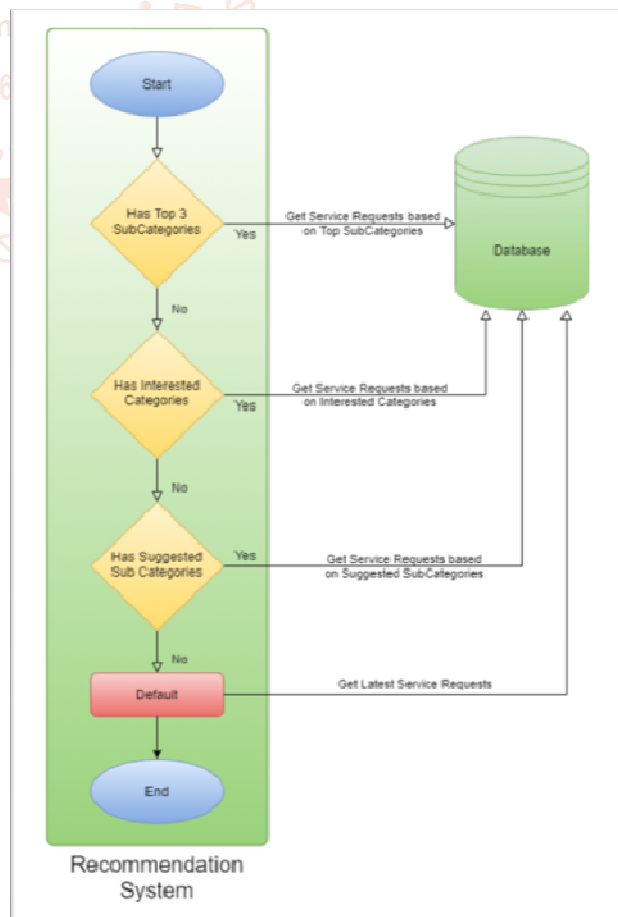 Start
Has Top 3
SubCategories
Yes
Get Service Requests based
on Top SubCategories
Database
No
Has Interested
Categories
Yes
Get Service Requests based
on Interested Categories
No
Has Suggested
Sub Categories
Yes
Get Service Requests based
on Suggested SubCategories
No
Default
Get Latest Service Requests
End
Recommendation
System